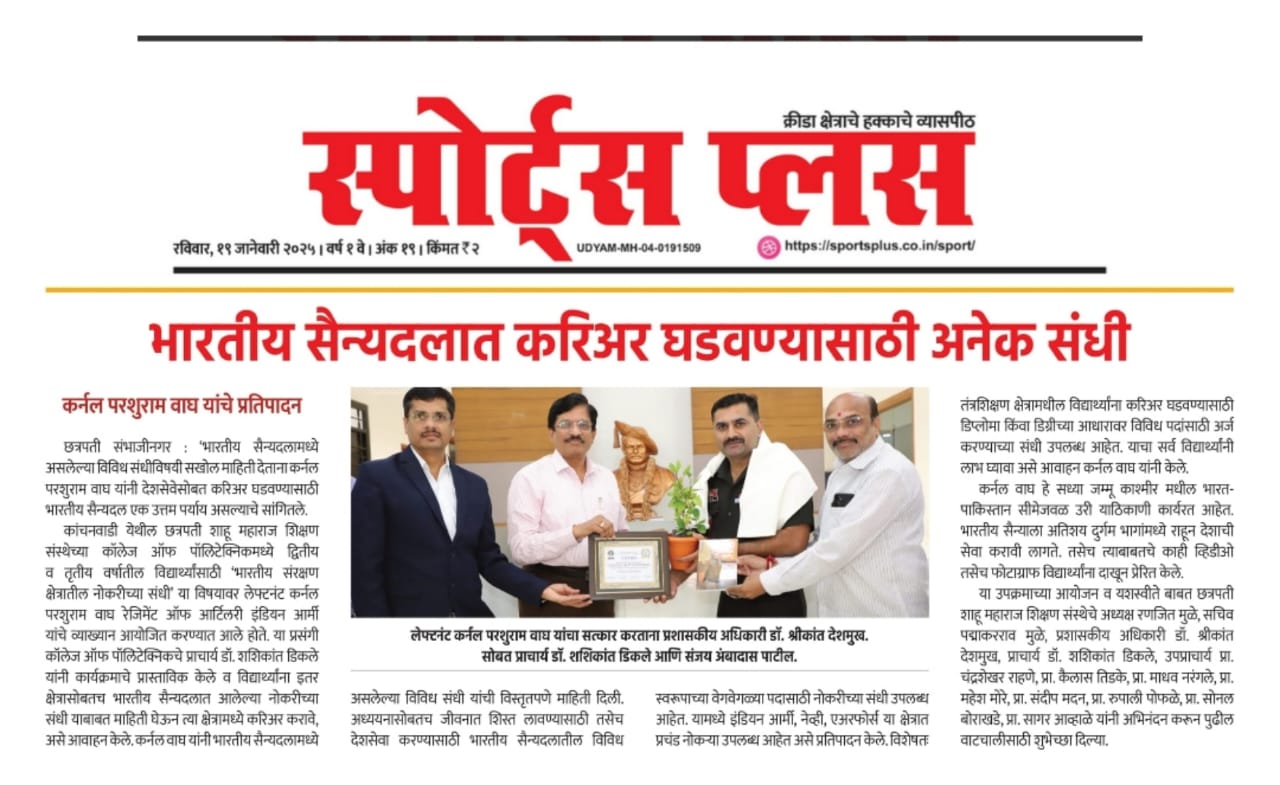 क्रीडा क्षेत्राचे हक्काचे व्यासपीठ
स्पोर्ट्स प्लस
रविवार, १९ जानेवारी २०२५ । वर्ष १ वे । अंक १९ । किंमत ₹ २
UDYAM-MH-04-0191509
https://sportsplus.co.in/sport/
भारतीय सैन्यदलात करिअर घडवण्यासाठी अनेक संधी
कर्नल परशुराम वाघ यांचे प्रतिपादन
छत्रपती संभाजीनगर : ‘भारतीय सैन्यदलामध्ये
असलेल्या विविध संधीविषयी सखोल माहिती देताना कर्नल
परशुराम वाघ यांनी देशसेवेसोबत करिअर घडवण्यासाठी
भारतीय सैन्यदल एक उत्तम पर्याय असल्याचे सांगितले.
कांचनवाडी येथील छत्रपती शाहू महाराज शिक्षण
संस्थेच्या कॉलेज ऑफ पॉलिटेक्निकमध्ये द्वितीय
व तृतीय वर्षातील विद्यार्थ्यांसाठी ‘भारतीय संरक्षण
क्षेत्रातील नोकरीच्या संधी’ या विषयावर लेफ्टनंट कर्नल
परशुराम वाघ रेजिमेंट ऑफ आर्टिलरी इंडियन आर्मी
यांचे व्याख्यान आयोजित करण्यात आले होते. या प्रसंगी
कॉलेज ऑफ पॉलिटेक्निकचे प्राचार्य डॉ. शशिकांत डिकले
यांनी कार्यक्रमाचे प्रास्ताविक केले व विद्यार्थ्यांना इतर
क्षेत्रासोबतच भारतीय सैन्यदलात आलेल्या नोकरीच्या
संधी याबाबत माहिती घेऊन त्या क्षेत्रामध्ये करिअर करावे,
असे आवाहन केले. कर्नल वाघ यांनी भारतीय सैन्यदलामध्ये
लेफ्टनंट कर्नल परशुराम वाघ यांचा सत्कार करताना प्रशासकीय अधिकारी डॉ. श्रीकांत देशमुख.
सोबत प्राचार्य डॉ. शशिकांत डिकले आणि संजय अंबादास पाटील.
असलेल्या विविध संधी यांची विस्तृतपणे माहिती दिली.
अध्ययनासोबतच जीवनात शिस्त लावण्यासाठी तसेच
देशसेवा करण्यासाठी भारतीय सैन्यदलातील विविध
स्वरूपाच्या वेगवेगळ्या पदासाठी नोकरीच्या संधी उपलब्ध
आहेत. यामध्ये इंडियन आर्मी, नेव्ही, एअरफोर्स या क्षेत्रात
प्रचंड नोकऱ्या उपलब्ध आहेत असे प्रतिपादन केले. विशेषतः
तंत्रशिक्षण क्षेत्रामधील विद्यार्थ्यांना करिअर घडवण्यासाठी
डिप्लोमा किंवा डिग्रीच्या आधारावर विविध पदांसाठी अर्ज
करण्याच्या संधी उपलब्ध आहेत. याचा सर्व विद्यार्थ्यांनी
लाभ घ्यावा असे आवाहन कर्नल वाघ यांनी केले.
कर्नल वाघ हे सध्या जम्मू काश्मीर मधील भारत-
पाकिस्तान सीमेजवळ उरी याठिकाणी कार्यरत आहेत.
भारतीय सैन्याला अतिशय दुर्गम भागांमध्ये राहून देशाची
सेवा करावी लागते. तसेच त्याबाबतचे काही व्हिडीओ
तसेच फोटोग्राफ विद्यार्थ्यांना दाखवून प्रेरित केले.
या उपक्रमाच्या आयोजन व यशस्वीते बाबत छत्रपती
शाहू महाराज शिक्षण संस्थेचे अध्यक्ष रणजित मुळे, सचिव
पद्माकरराव मुळे, प्रशासकीय अधिकारी डॉ. श्रीकांत
देशमुख, प्राचार्य डॉ. शशिकांत डिकले, उपप्राचार्य प्रा.
चंद्रशेखर राहणे, प्रा. कैलास तिडके, प्रा. माधव नरंगले, प्रा.
महेश मोरे, प्रा. संदीप मदन, प्रा. रुपाली पोफळे, प्रा. सोनल
बोराखडे, प्रा. सागर आव्हाळे यांनी अभिनंदन करून पुढील
वाटचालीसाठी शुभेच्छा दिल्या.